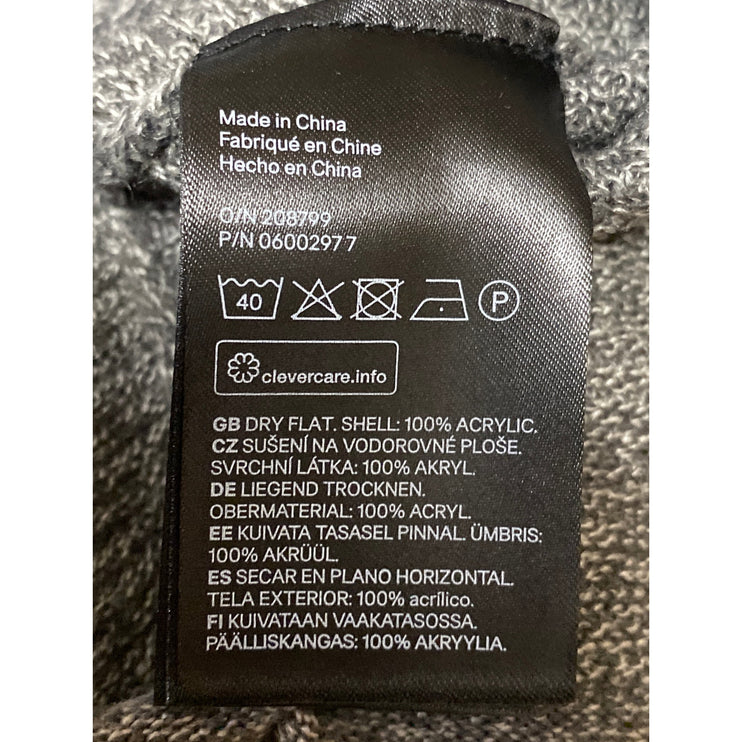 Made in China
Fabriqué en Chine
Hecho en China
O/N 208799
P/N 06002977
40
P
clevercare.info
GB DRY FLAT. SHELL: 100% ACRYLIC.
CZ SUŠENÍ NA VODOROVNÉ PLOŠE.
SVRCHNÍ LÁTKA: 100% AKRYL.
DE LIEGEND TROCKNEN.
OBERMATERIAL: 100% ACRYL.
EE KUIVATA TASASEL PINNAL. ÜMBRIS:
100% AKRÜÜL.
ES SECAR EN PLANO HORIZONTAL.
TELA EXTERIOR: 100% acrílico.
FI KUIVATAAN VAAKATASOSSA.
PÄÄLLISKANGAS: 100% AKRYYLIA.